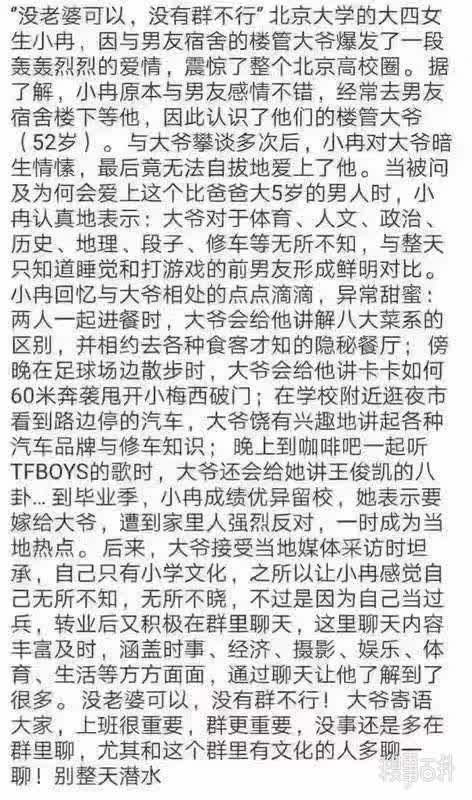 “没老婆可以，没有群不行” 北京大学的大四女
生小冉，因与男友宿舍的楼管大爷爆发了一段
轰轰烈烈的爱情，震惊了整个北京高校圈。据
了解，小冉原本与男友感情不错，经常去男友
宿舍楼下等他，因此认识了他们的楼管大爷
（52岁）。与大爷攀谈多次后，小冉对大爷暗
生情愫，最后竟无法自拔地爱上了他。当被问
及为何会爱上这个比爸爸大5岁的男人时，小
冉认真地表示：大爷对于体育、人文、政治、
历史、地理、段子、修车等无所不知，与整天
只知道睡觉和打游戏的前男友形成鲜明对比。
小冉回忆与大爷相处的点点滴滴，异常甜蜜：
两人一起进餐时，大爷会给他讲解八大菜系的
区别，并相约去各种食客才知的隐秘餐厅；傍
晚在足球场边散步时，大爷会给他讲卡卡如何
60米奔袭甩开小梅西破门；在学校附近逛夜市
看到路边停的汽车，大爷饶有兴趣地讲起各种
汽车品牌与修车知识； 晚上到咖啡吧一起听
TFBOYS的歌时，大爷还会给她讲王俊凯的八
卦... 到毕业季，小冉成绩优异留校，她表示要
嫁给大爷，遭到家里人强烈反对，一时成为当
地热点。 后来，大爷接受当地媒体采访时坦
承，自己只有小学文化，之所以让小冉感觉自
己无所不知，无所不晓，不过是因为自己当过
兵，转业后又积极在群里聊天，这里聊天内容
丰富及时，涵盖时事、经济、摄影、娱乐、体
育、生活等方方面面，通过聊天让他了解到了
很多。 没老婆可以，没有群不行！ 大爷寄语
大家，上班很重要，群更重要，没事还是多在
群里聊，尤其和这个群里有文化的人多聊一
聊！别整天潜水
搜狗百科